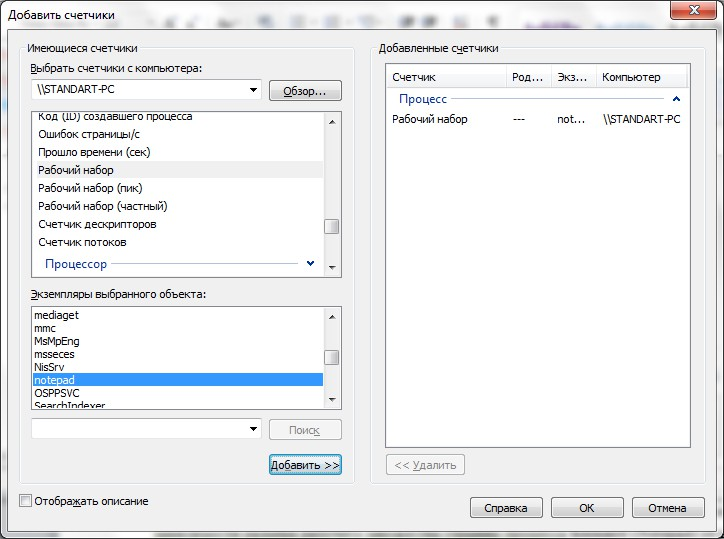 Добавить счетчики
Имеющиеся счетчики
Выбрать счетчики с компьютера:
\\STANDART-PC
Обзор...
Код (ID) создавшего процесса
Ошибок страницы/с
Прошло времени (сек)
Рабочий набор
Рабочий набор (пик)
Рабочий набор (частный)
Счетчик дескрипторов
Счетчик потоков
Процессор
Экземпляры выбранного объекта:
mediaget
mmc
MsMpEng
msseces
NisSrv
notepad
OSPPSVC
SearchIndexer
Поиск
Добавить >>
Отображать описание
Добавленные счетчики
Счетчик Род... Экз... Компьютер
Процесс
Рабочий набор --- not... \\STANDART-PC
<< Удалить
Справка ОК Отмена